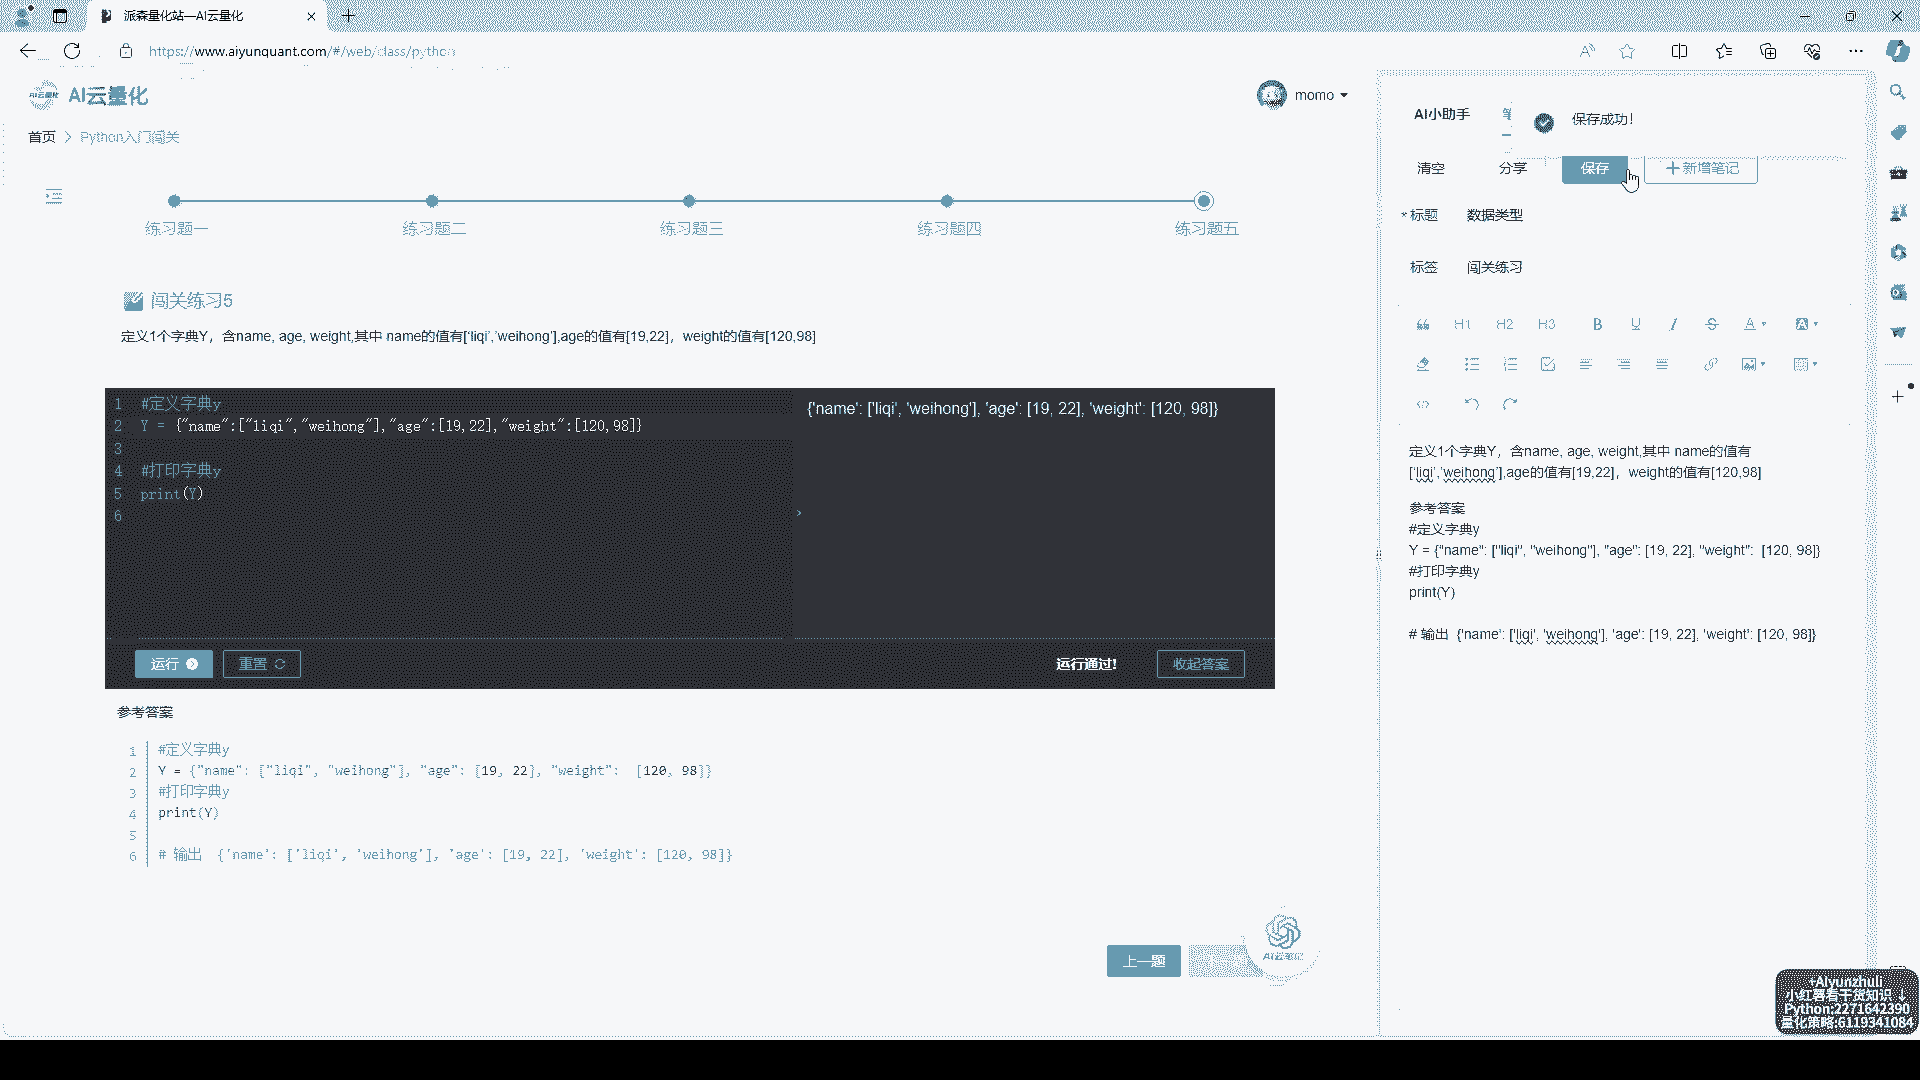 派森量化站—AI云量化
https://www.aiyunquant.com/#/web/class/python
AI云量化
AI云量化
momo
首页
Python入门闯关
练习题一
练习题二
练习题三
练习题四
练习题五
闯关练习5
定义1个字典Y，含name, age, weight,其中 name的值有['liqi','weihong'],age的值有[19,22]，weight的值有[120,98]
1 #定义字典y
2 Y = {"name":["liqi","weihong"],"age":[19,22],"weight":[120,98]}
3
4 #打印字典y
5 print(Y)
6
{'name': ['liqi', 'weihong'], 'age': [19, 22], 'weight': [120, 98]}
运行
重置
运行通过!
收起答案
参考答案
1 #定义字典y
2 Y = {"name": ["liqi", "weihong"], "age": [19, 22], "weight":  [120, 98]}
3 #打印字典y
4 print(Y)
5
6 # 输出  {'name': ['liqi', 'weihong'], 'age': [19, 22], 'weight': [120, 98]}
上一题
AI云笔记
AI小助手
保存成功!
清空
分享
保存
新增笔记
*标题
数据类型
标签
闯关练习
H1
H2
H3
B
U
I
S
A
A
定义1个字典Y，含name, age, weight,其中 name的值有
['liqi','weihong'],age的值有[19,22]，weight的值有[120,98]
参考答案
#定义字典y
Y = {"name": ["liqi", "weihong"], "age": [19, 22], "weight":  [120, 98]}
#打印字典y
print(Y)
# 输出  {'name': ['liqi', 'weihong'], 'age': [19, 22], 'weight': [120, 98]}
+AIyunzhuli
小红薯看干货知识 ↓
Python:2271642390
量化策略:6119341084